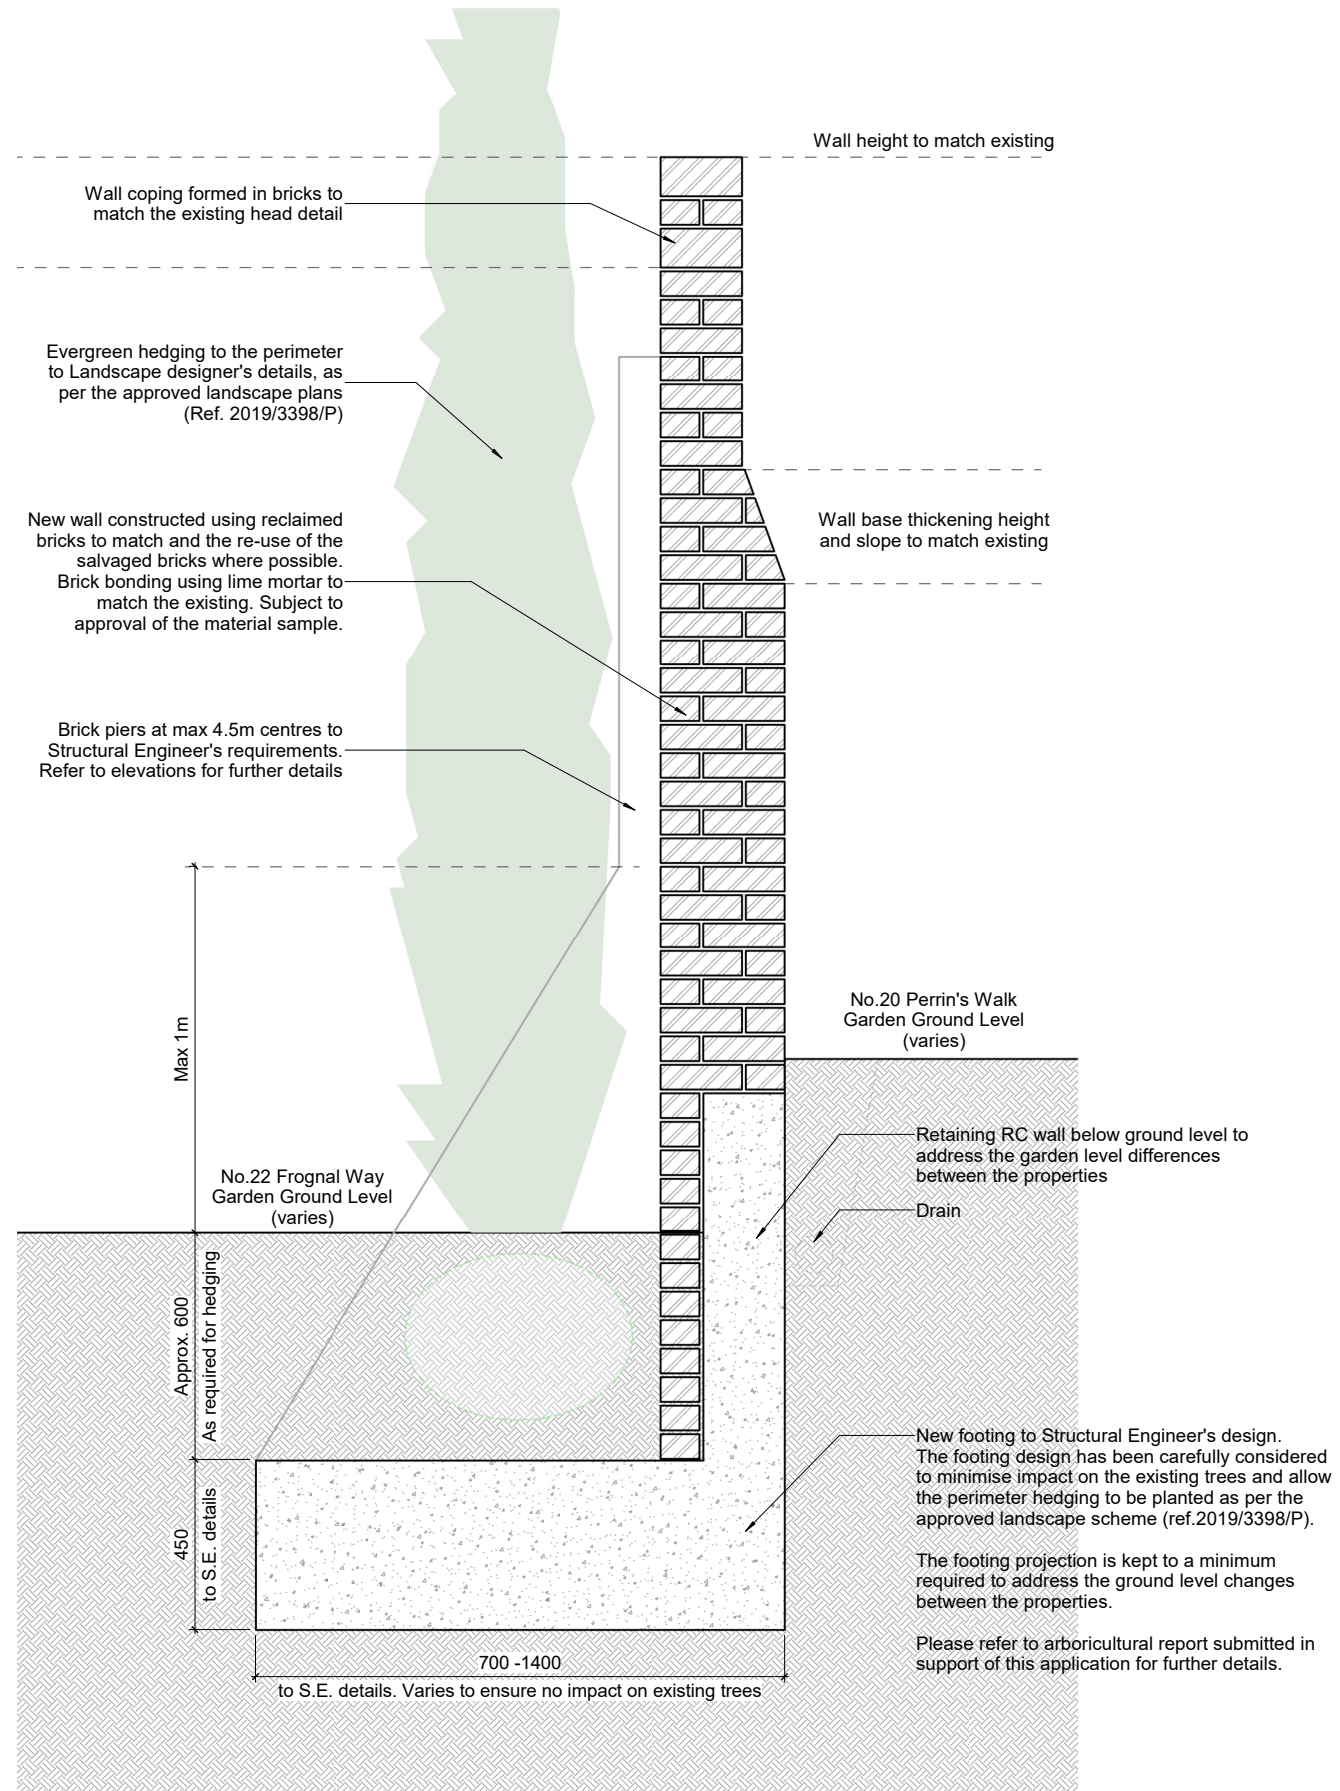 Wall height to match existing
Wall coping formed in bricks to
match the existing head detail
Evergreen hedging to the perimeter
to Landscape designer's details, as
per the approved landscape plans
(Ref. 2019/3398/P)
New wall constructed using reclaimed
bricks to match and the re-use of the
salvaged bricks where possible.
Brick bonding using lime mortar to
match the existing. Subject to
approval of the material sample.
Wall base thickening height
and slope to match existing
Brick piers at max 4.5m centres to
Structural Engineer's requirements.
Refer to elevations for further details
Max 1m
No.20 Perrin's Walk
Garden Ground Level
(varies)
Retaining RC wall below ground level to
address the garden level differences
between the properties
Drain
No.22 Frognal Way
Garden Ground Level
(varies)
Approx. 600
As required for hedging
450
to S.E. details
New footing to Structural Engineer's design.
The footing design has been carefully considered
to minimise impact on the existing trees and allow
the perimeter hedging to be planted as per the
approved landscape scheme (ref.2019/3398/P).
The footing projection is kept to a minimum
required to address the ground level changes
between the properties.
Please refer to arboricultural report submitted in
support of this application for further details.
700 -1400
to S.E. details. Varies to ensure no impact on existing trees